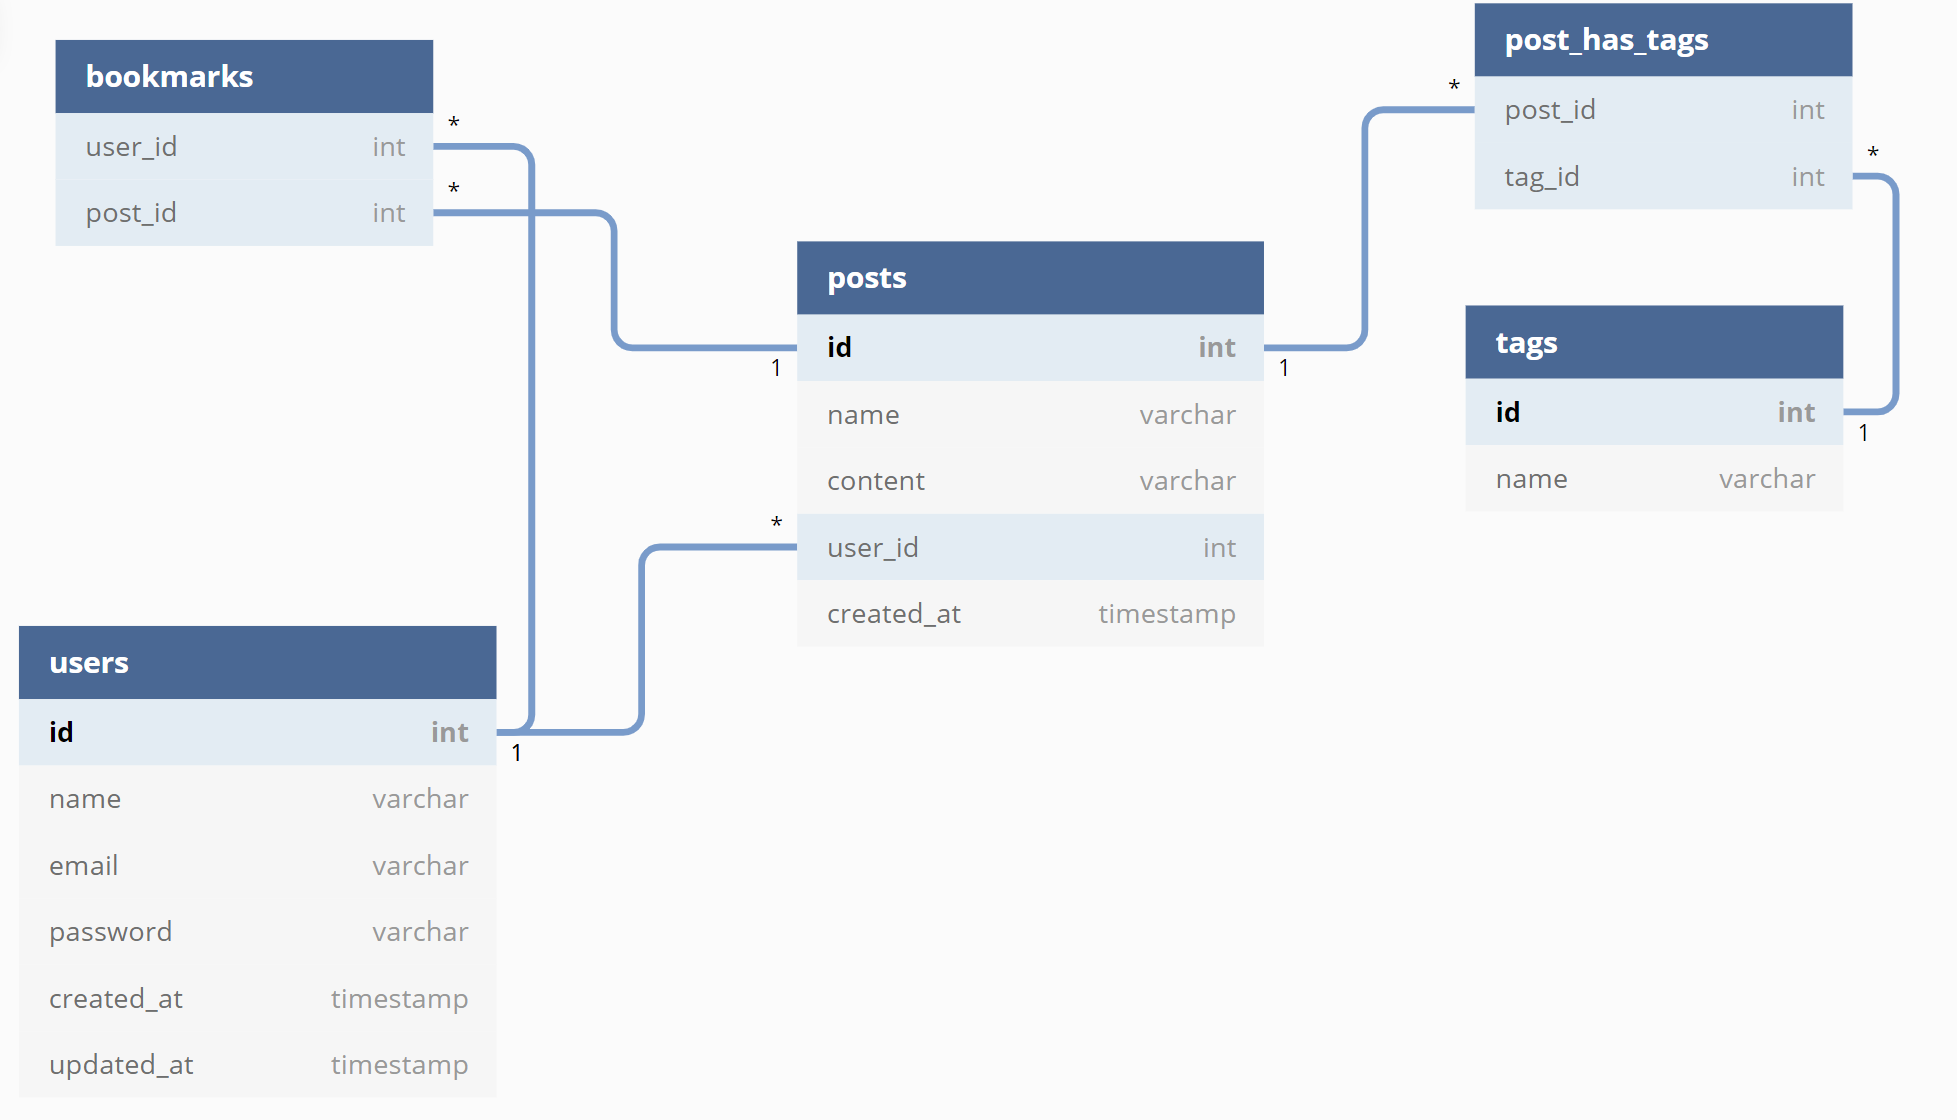 bookmarks
user_id int
post_id int
*
*
post_has_tags
post_id int
tag_id int
*
*
posts
id int
name varchar
content varchar
user_id int
created_at timestamp
1
1
*
tags
id int
name varchar
1
users
id int
name varchar
email varchar
password varchar
created_at timestamp
updated_at timestamp
1